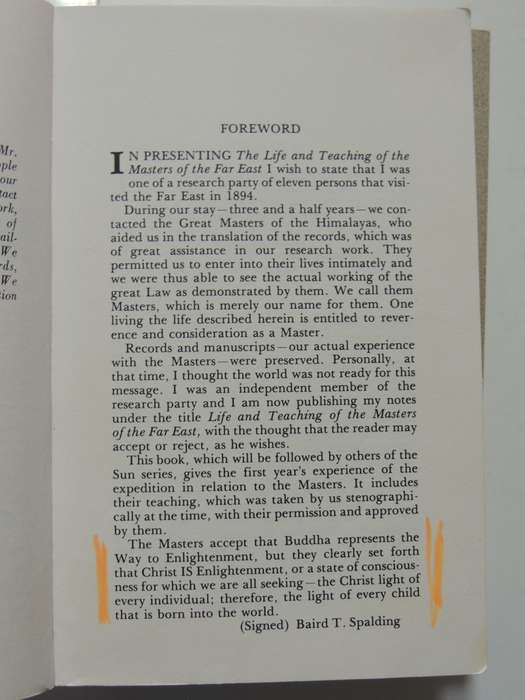 Mr.
ple
our
tact
ork,
of
ail-
We
rds,
We
tion
FOREWORD
IN PRESENTING The Life and Teaching of the
Masters of the Far East I wish to state that I was
one of a research party of eleven persons that visi-
ted the Far East in 1894.
During our stay—three and a half years—we con-
tacted the Great Masters of the Himalayas, who
aided us in the translation of the records, which was
of great assistance in our research work. They
permitted us to enter into their lives intimately and
we were thus able to see the actual working of the
great Law as demonstrated by them. We call them
Masters, which is merely our name for them. One
living the life described herein is entitled to rever-
ence and consideration as a Master.
Records and manuscripts—our actual experience
with the Masters—were preserved. Personally, at
that time, I thought the world was not ready for this
message. I was an independent member of the
research party and I am now publishing my notes
under the title Life and Teaching of the Masters
of the Far East, with the thought that the reader may
accept or reject, as he wishes.
This book, which will be followed by others of the
Sun series, gives the first year's experience of the
expedition in relation to the Masters. It includes
their teaching, which was taken by us stenographi-
cally at the time, with their permission and approved
by them.
The Masters accept that Buddha represents the
Way to Enlightenment, but they clearly set forth
that Christ IS Enlightenment, or a state of conscious-
ness for which we are all seeking—the Christ light of
every individual; therefore, the light of every child
that is born into the world.
(Signed) Baird T. Spalding